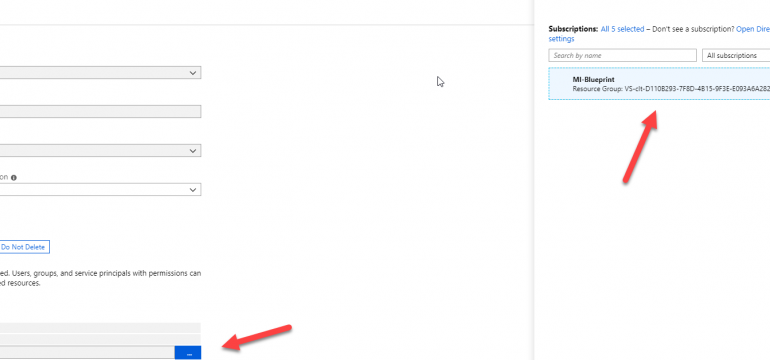 on
Do Not Delete
ed. Users, groups, and service principals with permissions can
ed resources.
...
Subscriptions: All 5 selected – Don't see a subscription? Open Dire
settings
Search by name
All subscriptions
MI-Blueprint
Resource Group: VS-clt-D110B293-7F8D-4B15-9F3E-E093A6A282